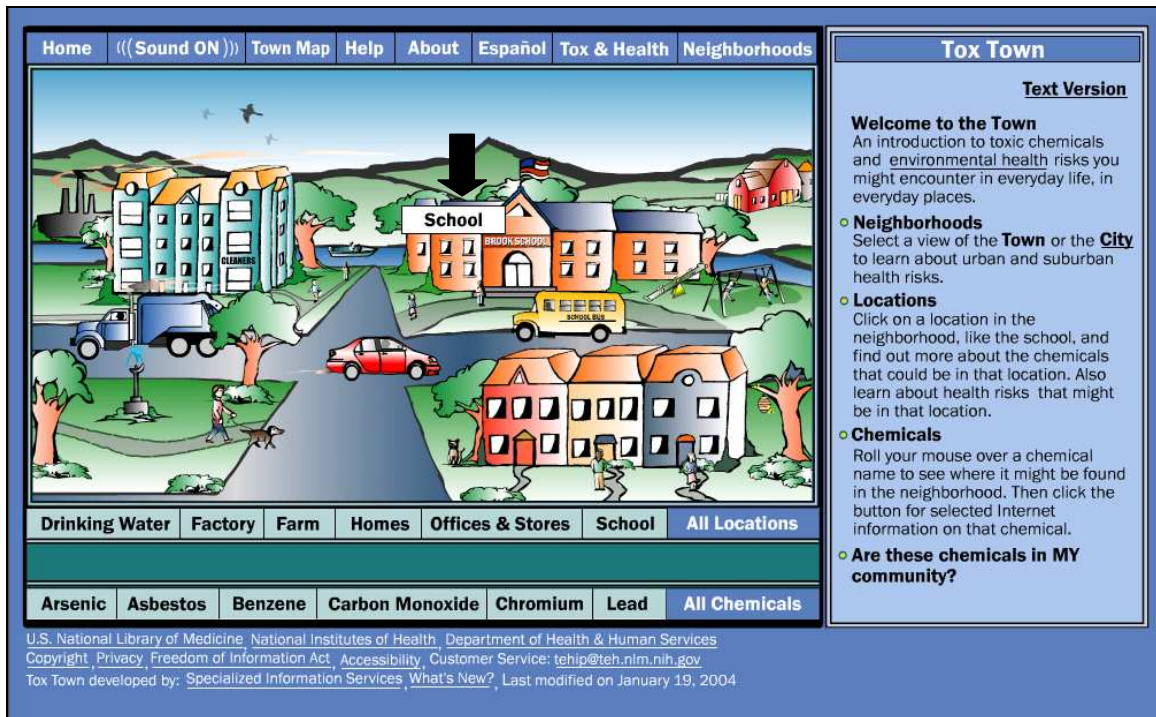 Home (((Sound ON))) Town Map Help About Español Tox & Health Neighborhoods
School
BROOK SCHOOL
CLEANERS
SCHOOL BUS
Drinking Water Factory Farm Homes Offices & Stores School All Locations
Arsenic Asbestos Benzene Carbon Monoxide Chromium Lead All Chemicals
Tox Town
Text Version
Welcome to the Town
An introduction to toxic chemicals
and environmental health risks you
might encounter in everyday life, in
everyday places.
Neighborhoods
Select a view of the Town or the City
to learn about urban and suburban
health risks.
Locations
Click on a location in the
neighborhood, like the school, and
find out more about the chemicals
that could be in that location. Also
learn about health risks that might
be in that location.
Chemicals
Roll your mouse over a chemical
name to see where it might be found
in the neighborhood. Then click the
button for selected Internet
information on that chemical.
Are these chemicals in MY
community?
U.S. National Library of Medicine, National Institutes of Health, Department of Health & Human Services
Copyright, Privacy, Freedom of Information Act, Accessibility, Customer Service: tehip@teh.nlm.nih.gov
Tox Town developed by: Specialized Information Services, What's New?, Last modified on January 19, 2004